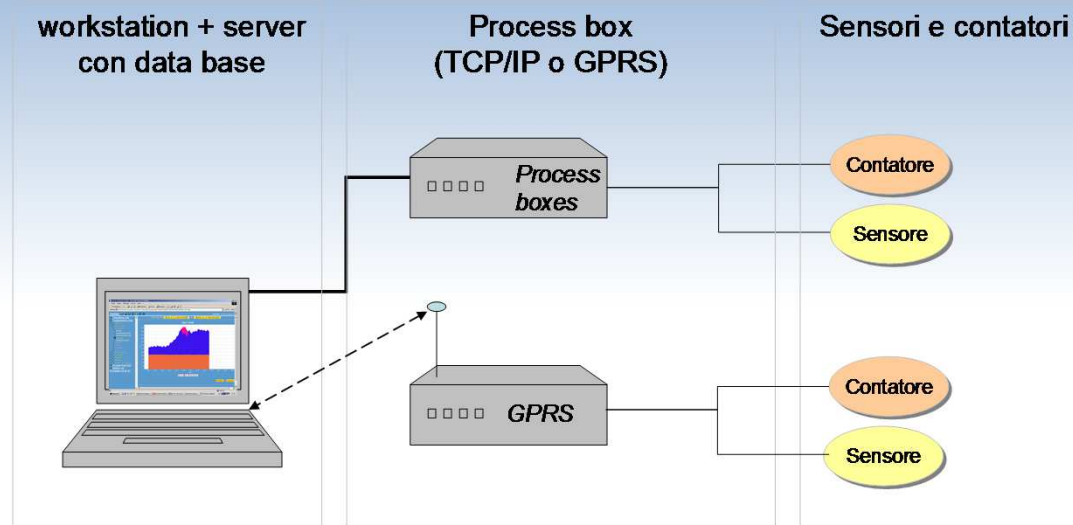 workstation + server
con data base
Process box
(TCP/IP o GPRS)
Sensori e contatori
Process
boxes
Contatore
Sensore
GPRS
Contatore
Sensore